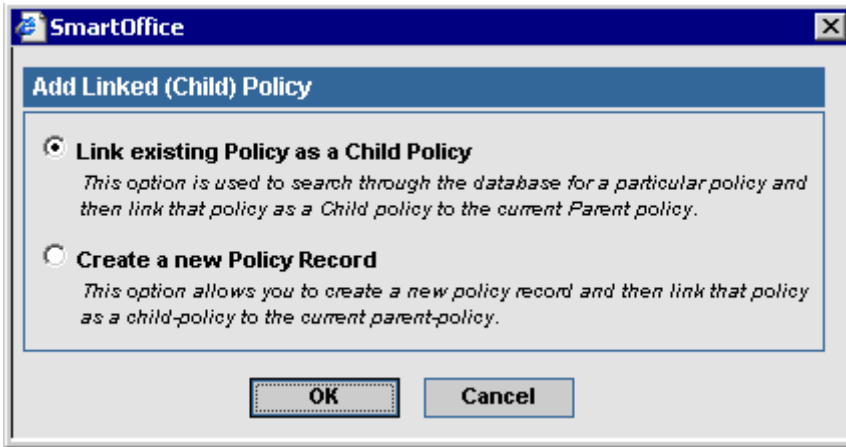 SmartOffice
Add Linked (Child) Policy
Link existing Policy as a Child Policy
This option is used to search through the database for a particular policy and
then link that policy as a Child policy to the current Parent policy.
Create a new Policy Record
This option allows you to create a new policy record and then link that policy
as a child-policy to the current parent-policy.
OK Cancel